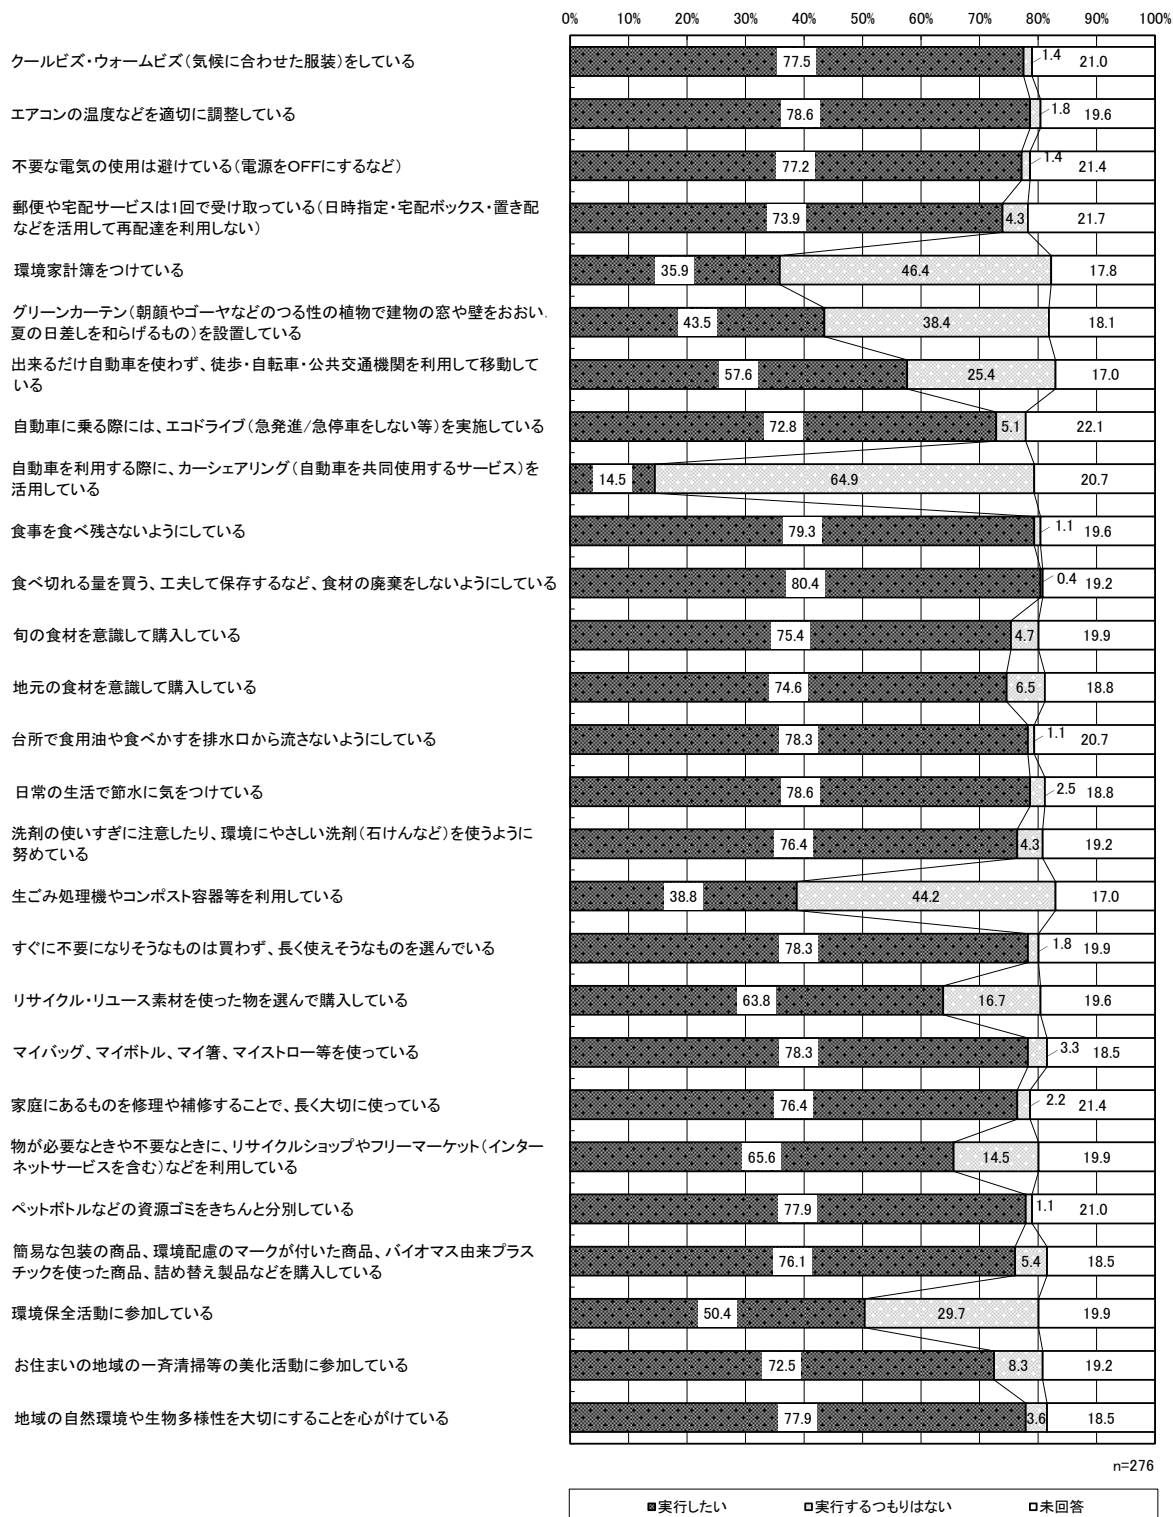 0% 10% 20% 30% 40% 50% 60% 70% 80% 90% 100%
クールビズ・ウォームビズ（気候に合わせた服装）をしている 77.5 1.4 21.0
エアコンの温度などを適切に調整している 78.6 1.8 19.6
不要な電気の使用は避けている（電源をOFFにするなど） 77.2 1.4 21.4
郵便や宅配サービスは1回で受け取っている（日時指定・宅配ボックス・置き配
などを活用して再配達を利用しない） 73.9 4.3 21.7
環境家計簿をつけている 35.9 46.4 17.8
グリーンカーテン（朝顔やゴーヤなどのつる性の植物で建物の窓や壁をおおい、
夏の日差しを和らげるもの）を設置している 43.5 38.4 18.1
出来るだけ自動車を使わず、徒歩・自転車・公共交通機関を利用して移動して
いる 57.6 25.4 17.0
自動車に乗る際には、エコドライブ（急発進/急停車をしない等）を実施している 72.8 5.1 22.1
自動車を利用する際に、カーシェアリング（自動車を共同使用するサービス）を
活用している 14.5 64.9 20.7
食事を食べ残さないようにしている 79.3 1.1 19.6
食べ切れる量を買う、工夫して保存するなど、食材の廃棄をしないようにしている 80.4 0.4 19.2
旬の食材を意識して購入している 75.4 4.7 19.9
地元の食材を意識して購入している 74.6 6.5 18.8
台所で食用油や食べかすを排水口から流さないようにしている 78.3 1.1 20.7
日常の生活で節水に気をつけている 78.6 2.5 18.8
洗剤の使いすぎに注意したり、環境にやさしい洗剤（石けんなど）を使うように
努めている 76.4 4.3 19.2
生ごみ処理機やコンポスト容器等を利用している 38.8 44.2 17.0
すぐに不要になりそうなものは買わず、長く使えそうなものを選んでいる 78.3 1.8 19.9
リサイクル・リユース素材を使った物を選んで購入している 63.8 16.7 19.6
マイバッグ、マイボトル、マイ箸、マイストロー等を使っている 78.3 3.3 18.5
家庭にあるものを修理や補修することで、長く大切に使っている 76.4 2.2 21.4
物が必要なときや不要なときに、リサイクルショップやフリーマーケット（インター
ネットサービスを含む）などを利用している 65.6 14.5 19.9
ペットボトルなどの資源ゴミをきちんと分別している 77.9 1.1 21.0
簡易な包装の商品、環境配慮のマークが付いた商品、バイオマス由来プラス
チックを使った商品、詰め替え製品などを購入している 76.1 5.4 18.5
環境保全活動に参加している 50.4 29.7 19.9
お住まいの地域の一斉清掃等の美化活動に参加している 72.5 8.3 19.2
地域の自然環境や生物多様性を大切にすることを心がけている 77.9 3.6 18.5
n=276
実行したい 実行するつもりはない 未回答